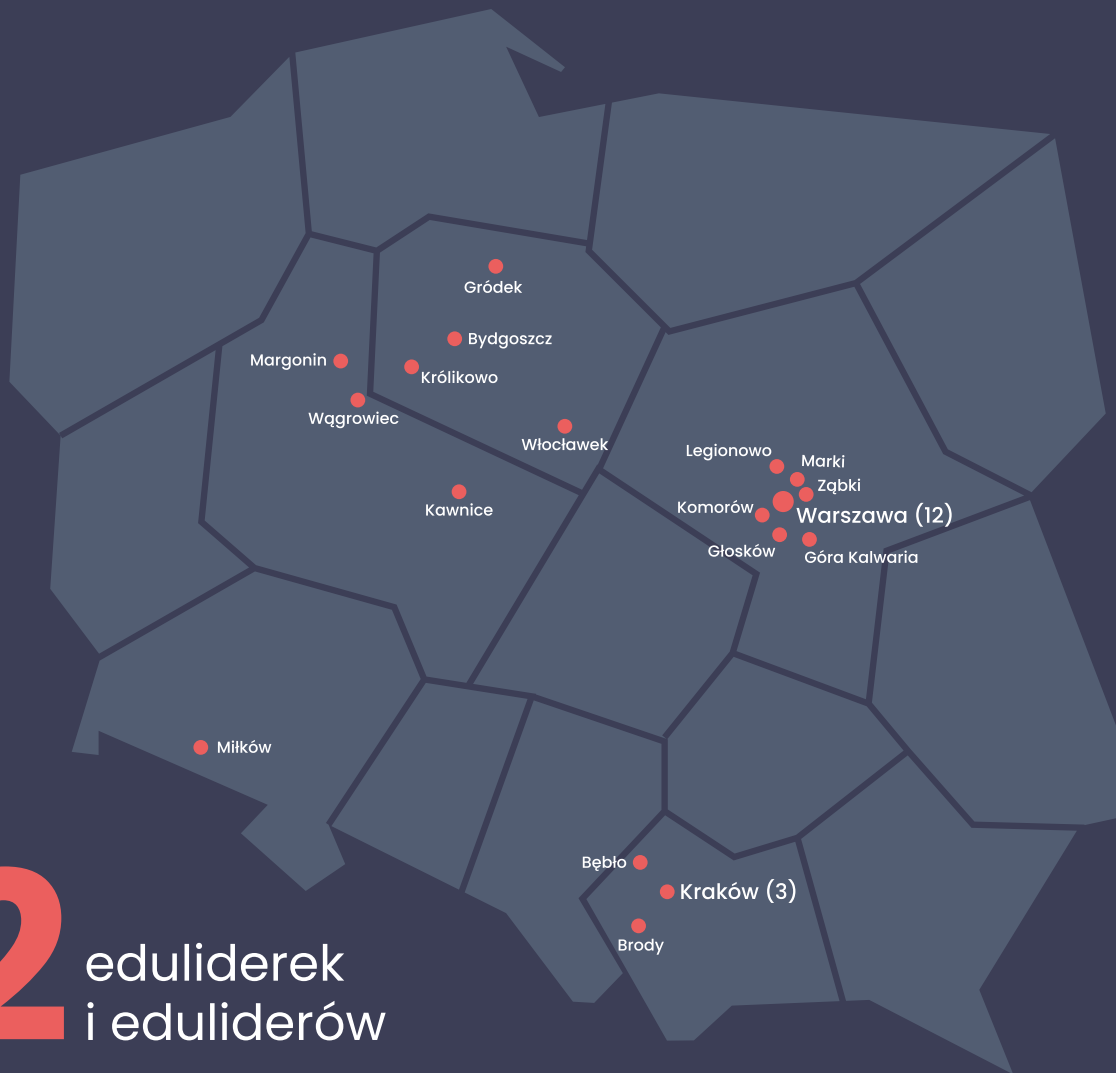 Gródek
Bydgoszcz
Margonin
Królikowo
Wągrowiec
Włocławek
Legionowo
Marki
Ząbki
Kawnice
Komorów
Warszawa (12)
Głosków
Góra Kalwaria
Miłków
Bębło
Kraków (3)
Brody
2
eduliderek
i eduliderów